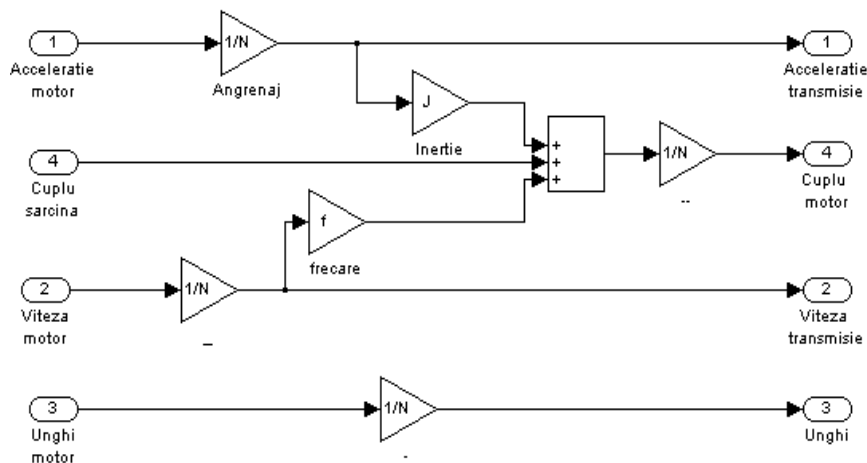 1
1/N
1
Acceleratie
motor
Angrenaj
Acceleratie
transmisie
J
Inertie
4
+
+
+
1/N
4
Cuplu
sarcina
--
Cuplu
motor
f
frecare
2
1/N
2
Viteza
motor
_
Viteza
transmisie
3
1/N
3
Unghi
motor
.
Unghi